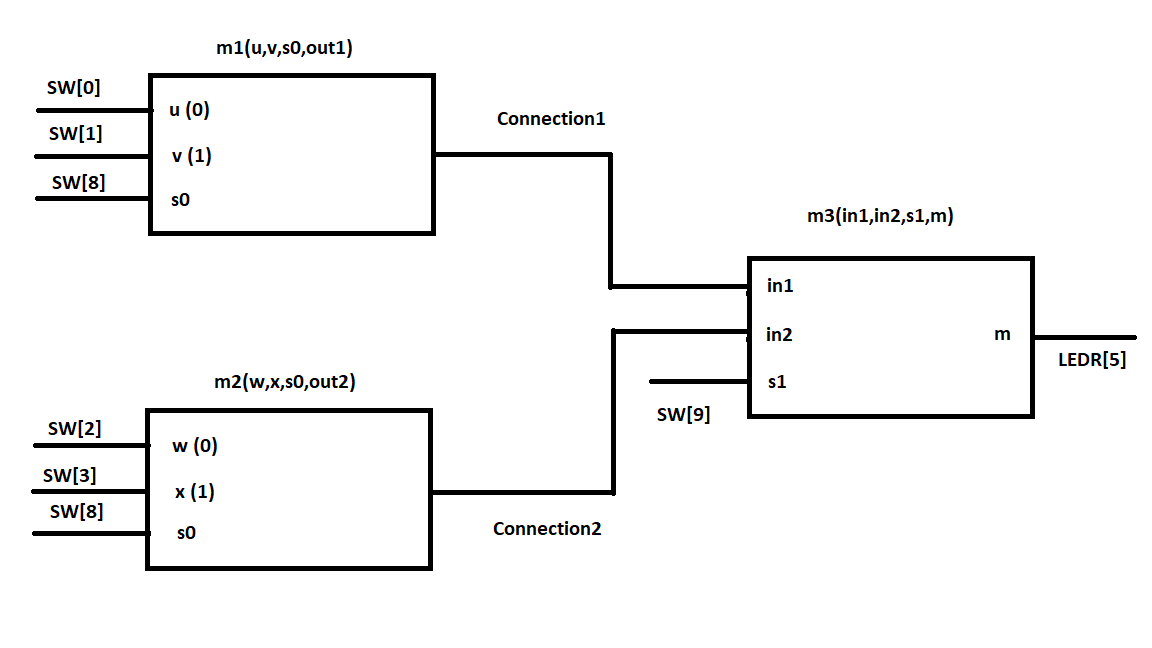 m1(u,v,s0,out1)
SW[0]
u (0)
SW[1]
v (1)
SW[8]
s0
Connection1
m3(in1,in2,s1,m)
in1
in2
m
s1
SW[9]
LEDR[5]
m2(w,x,s0,out2)
SW[2]
w (0)
SW[3]
x (1)
SW[8]
s0
Connection2